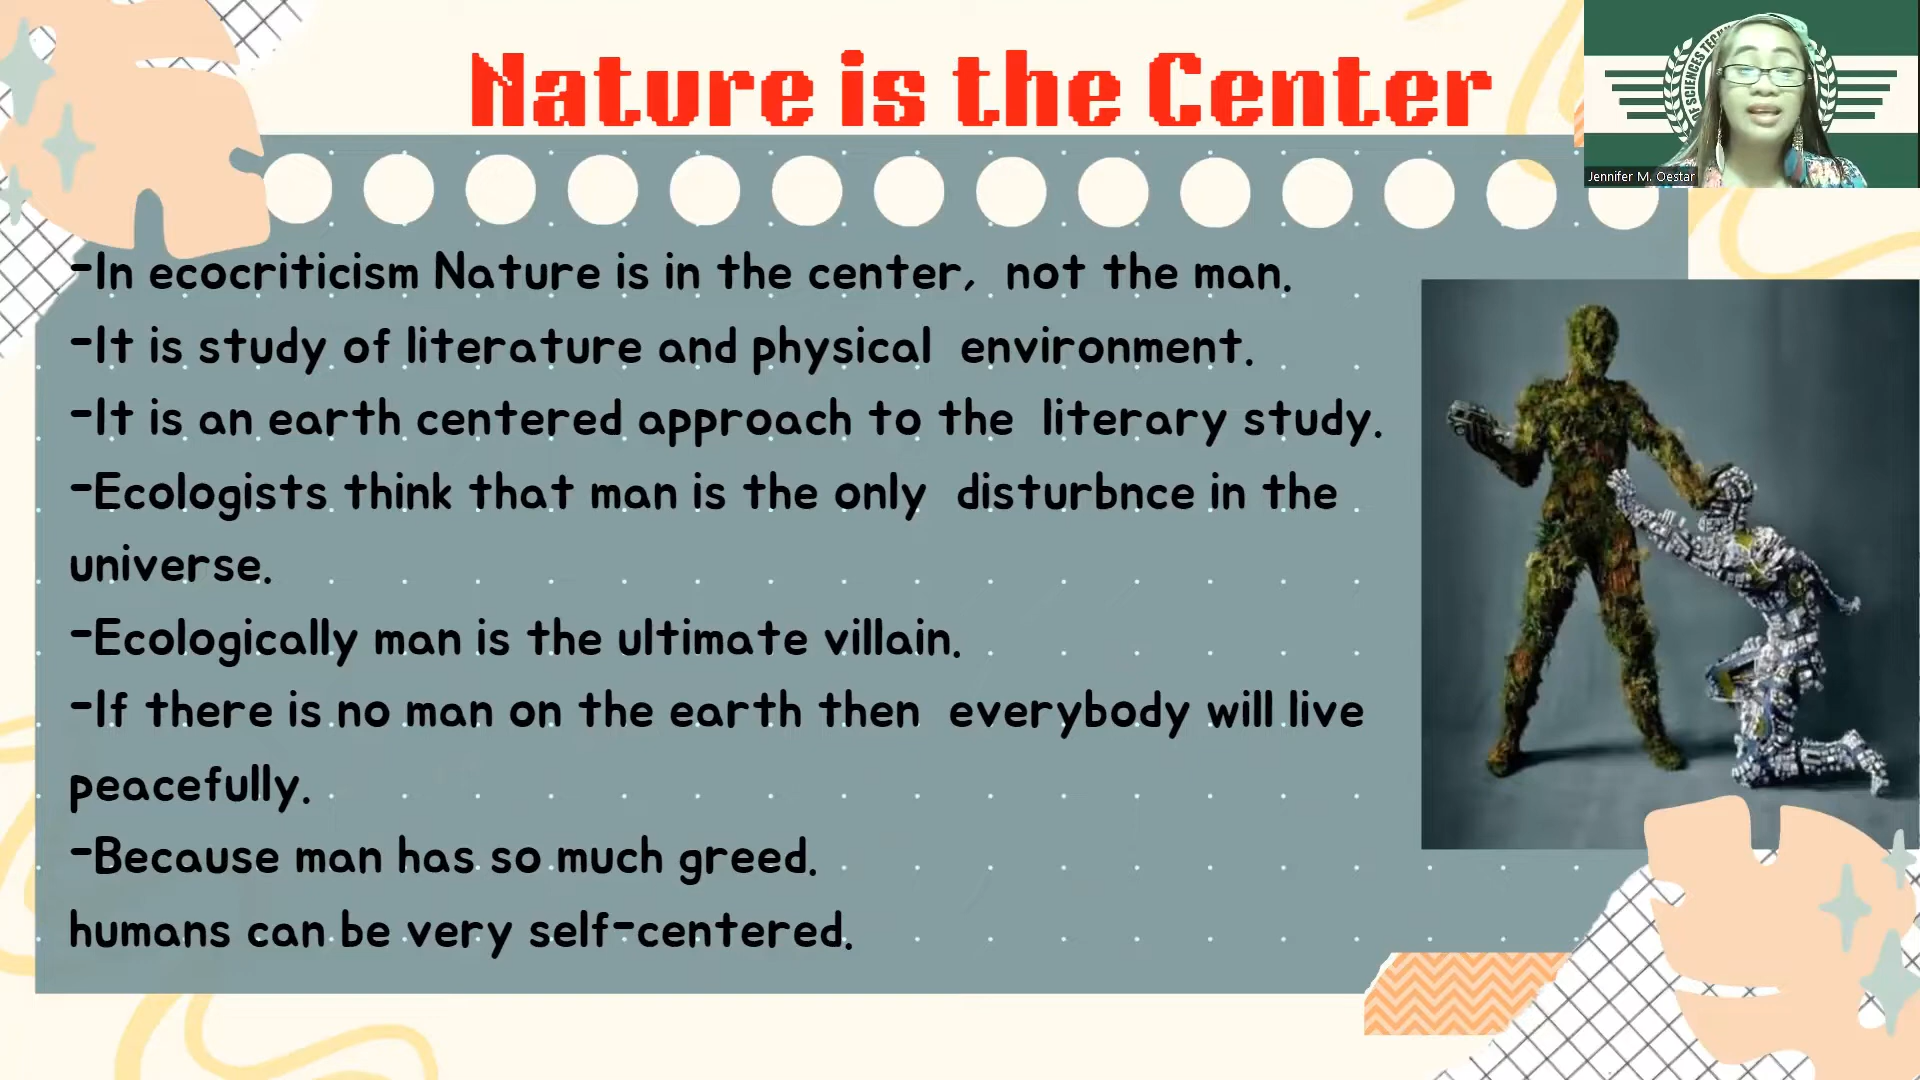 Nature is the Center
OF SCIENCES TECHN
Jennifer M. Oestar
-In ecocriticism Nature is in the center, not the man.
-It is study of literature and physical environment.
-It is an earth centered approach to the literary study.
-Ecologists think that man is the only disturbnce in the
universe.
-Ecologically man is the ultimate villain.
-If there is no man on the earth then everybody will live
peacefully.
-Because man has so much greed.
humans can be very self-centered.